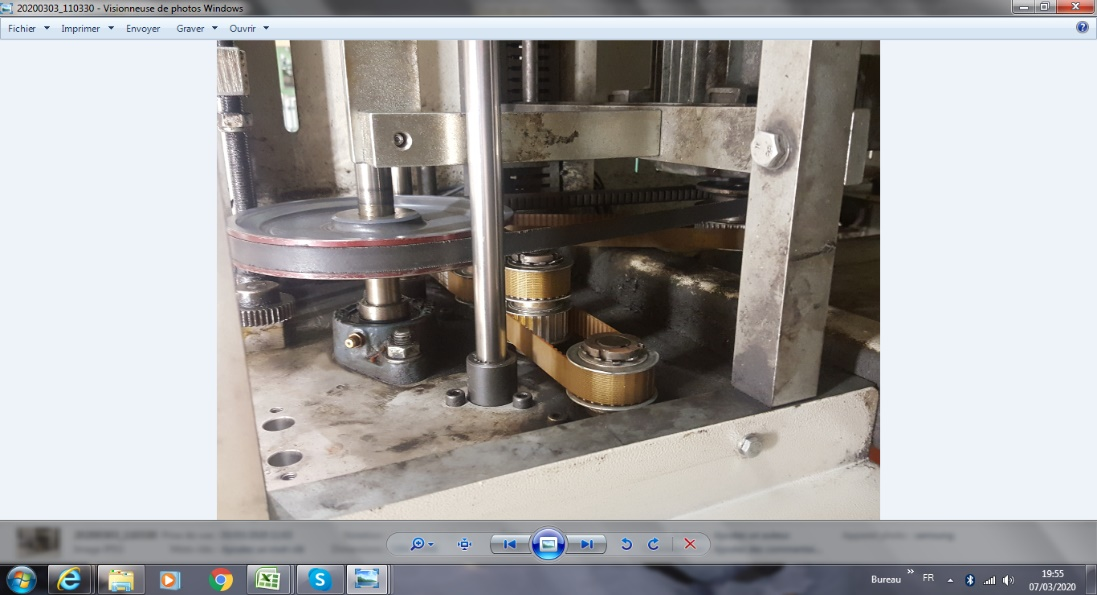 20200303_110330 - Visionneuse de photos Windows
Fichier Imprimer Envoyer Graver Ouvrir
Bureau FR
19:55
07/03/2020